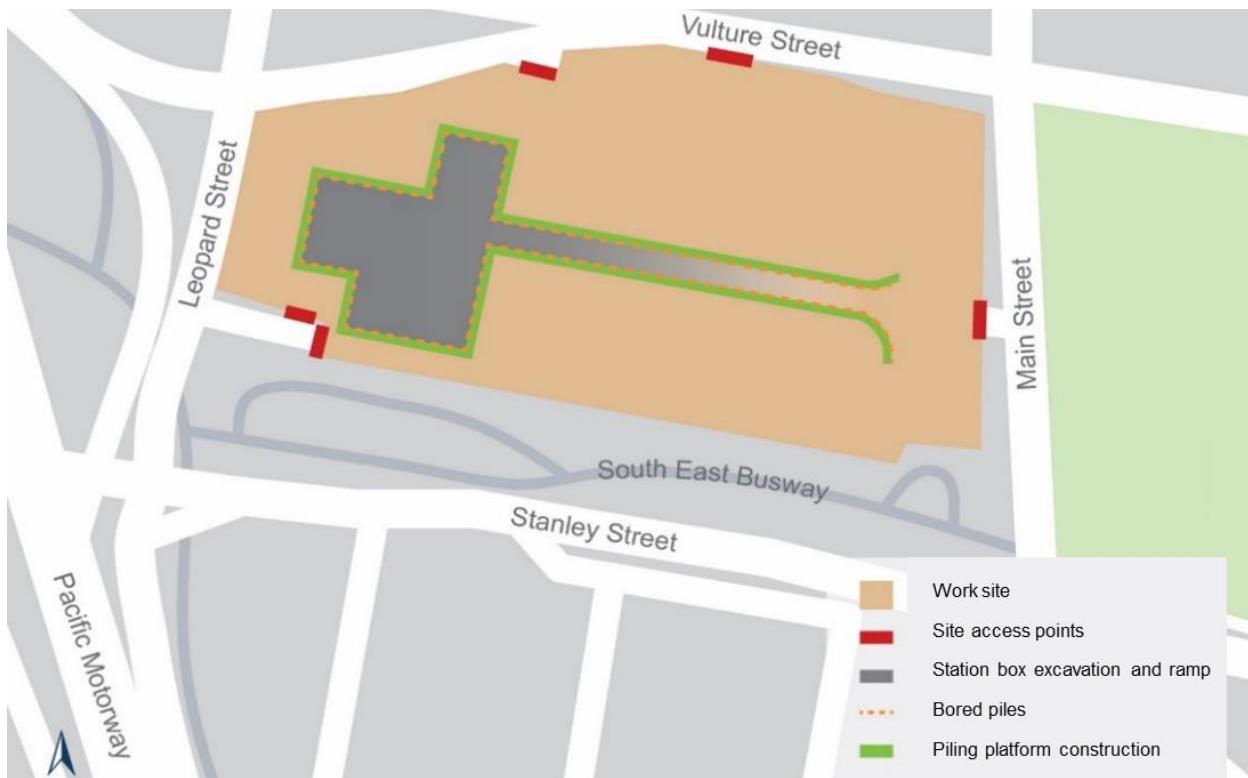 Vulture Street
Leopard Street
Main Street
South East Busway
Stanley Street
Pacific Motorway
Work site
Site access points
Station box excavation and ramp
Bored piles
Piling platform construction